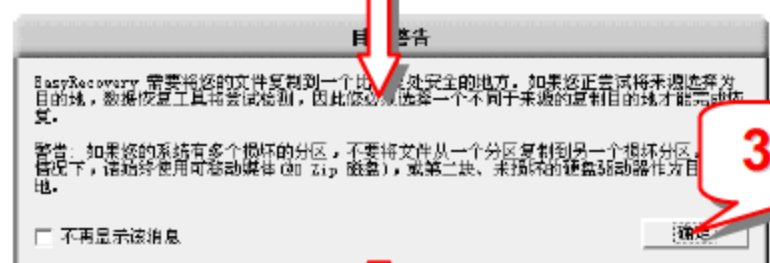 目 警告
EasyRecovery 需要将您的文件复制到一个比 处安全的地方。如果您正尝试将来源选择为
目的地，数据恢复工具将尝试检测，因此您必须选择一个不同于来源的复制目的地才能完成恢
复。
警告：如果您的系统有多个损坏的分区，不要将文件从一个分区复制到另一个损坏分区
情况下，请始终使用可移动媒体(如 Zip 磁盘)，或第二块、未损坏的硬盘驱动器作为目
地。
不再显示该消息
确定
3